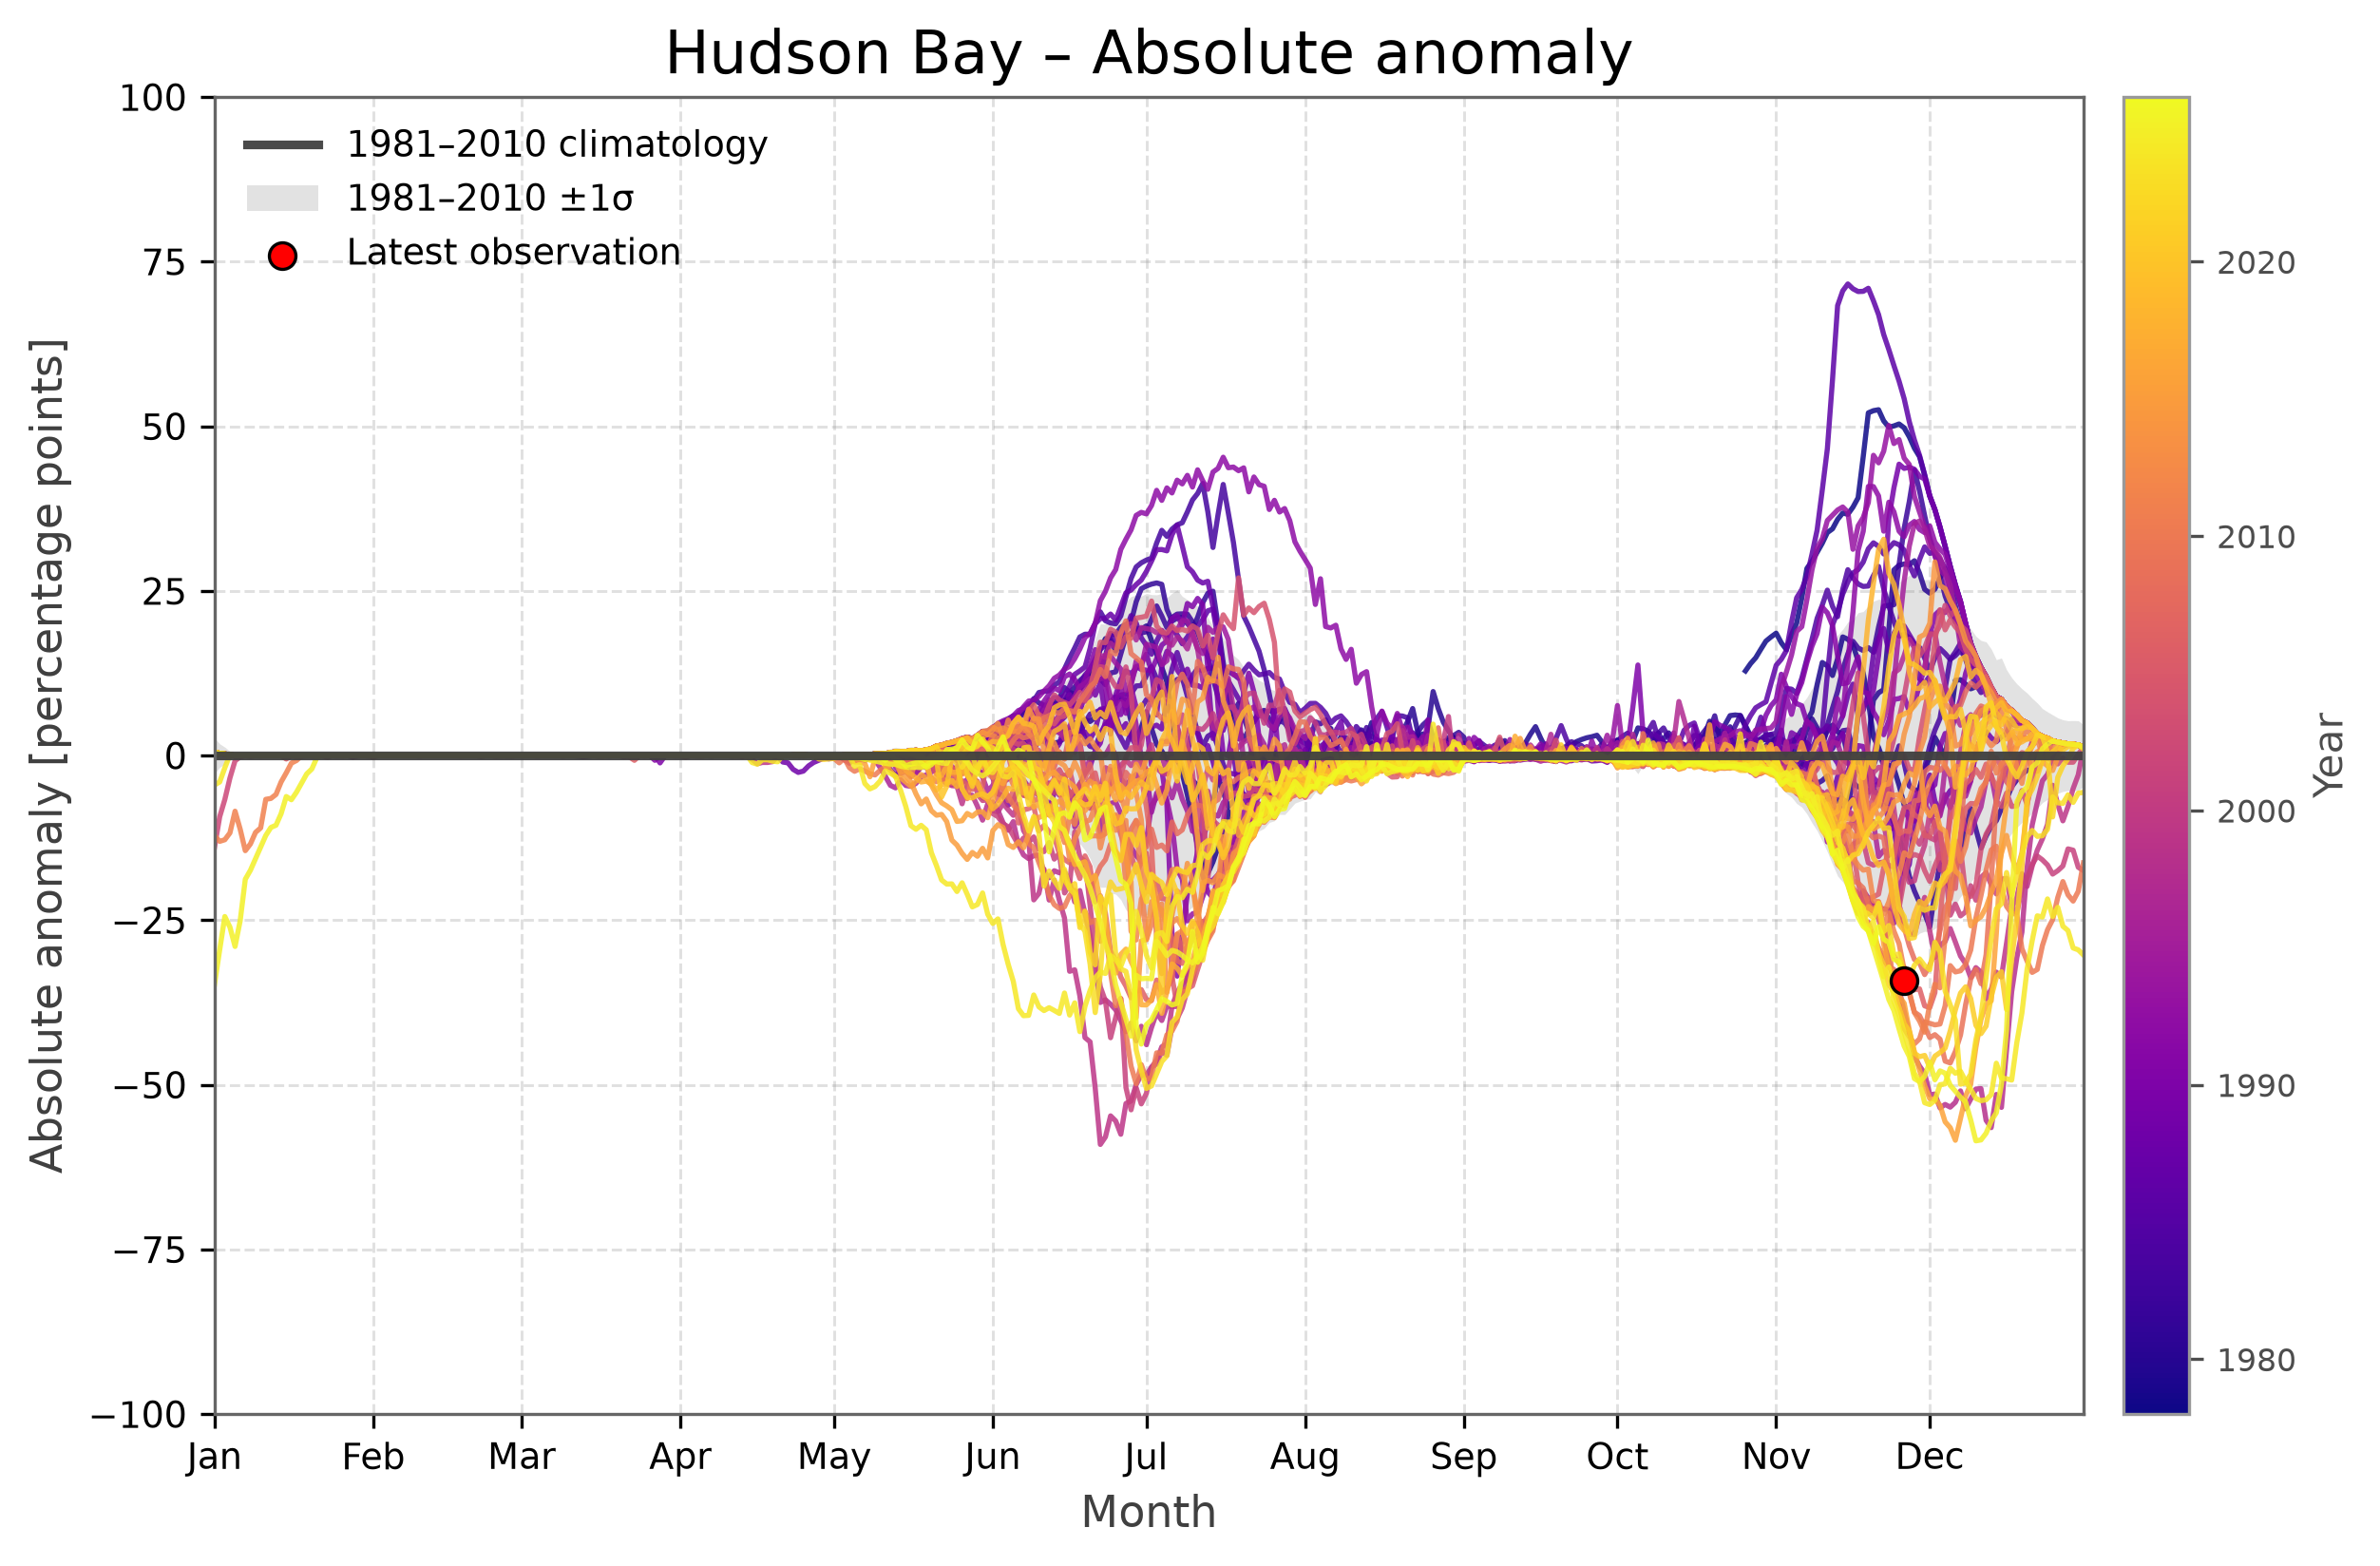 Hudson Bay – Absolute anomaly
1981–2010 climatology
1981–2010 ±1σ
Latest observation
Absolute anomaly [percentage points]
100
75
50
25
0
−25
−50
−75
−100
Jan Feb Mar Apr May Jun Jul Aug Sep Oct Nov Dec
Month
2020
2010
2000
1990
1980
Year